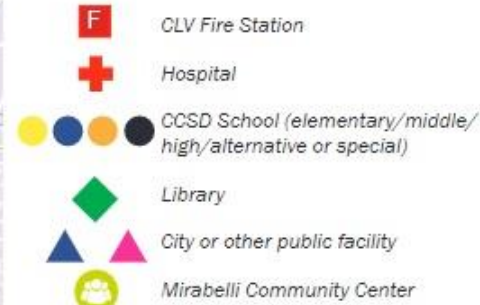 F CLV Fire Station
Hospital
CCSD School (elementary/middle/
high/alternative or special)
Library
City or other public facility
Mirabelli Community Center